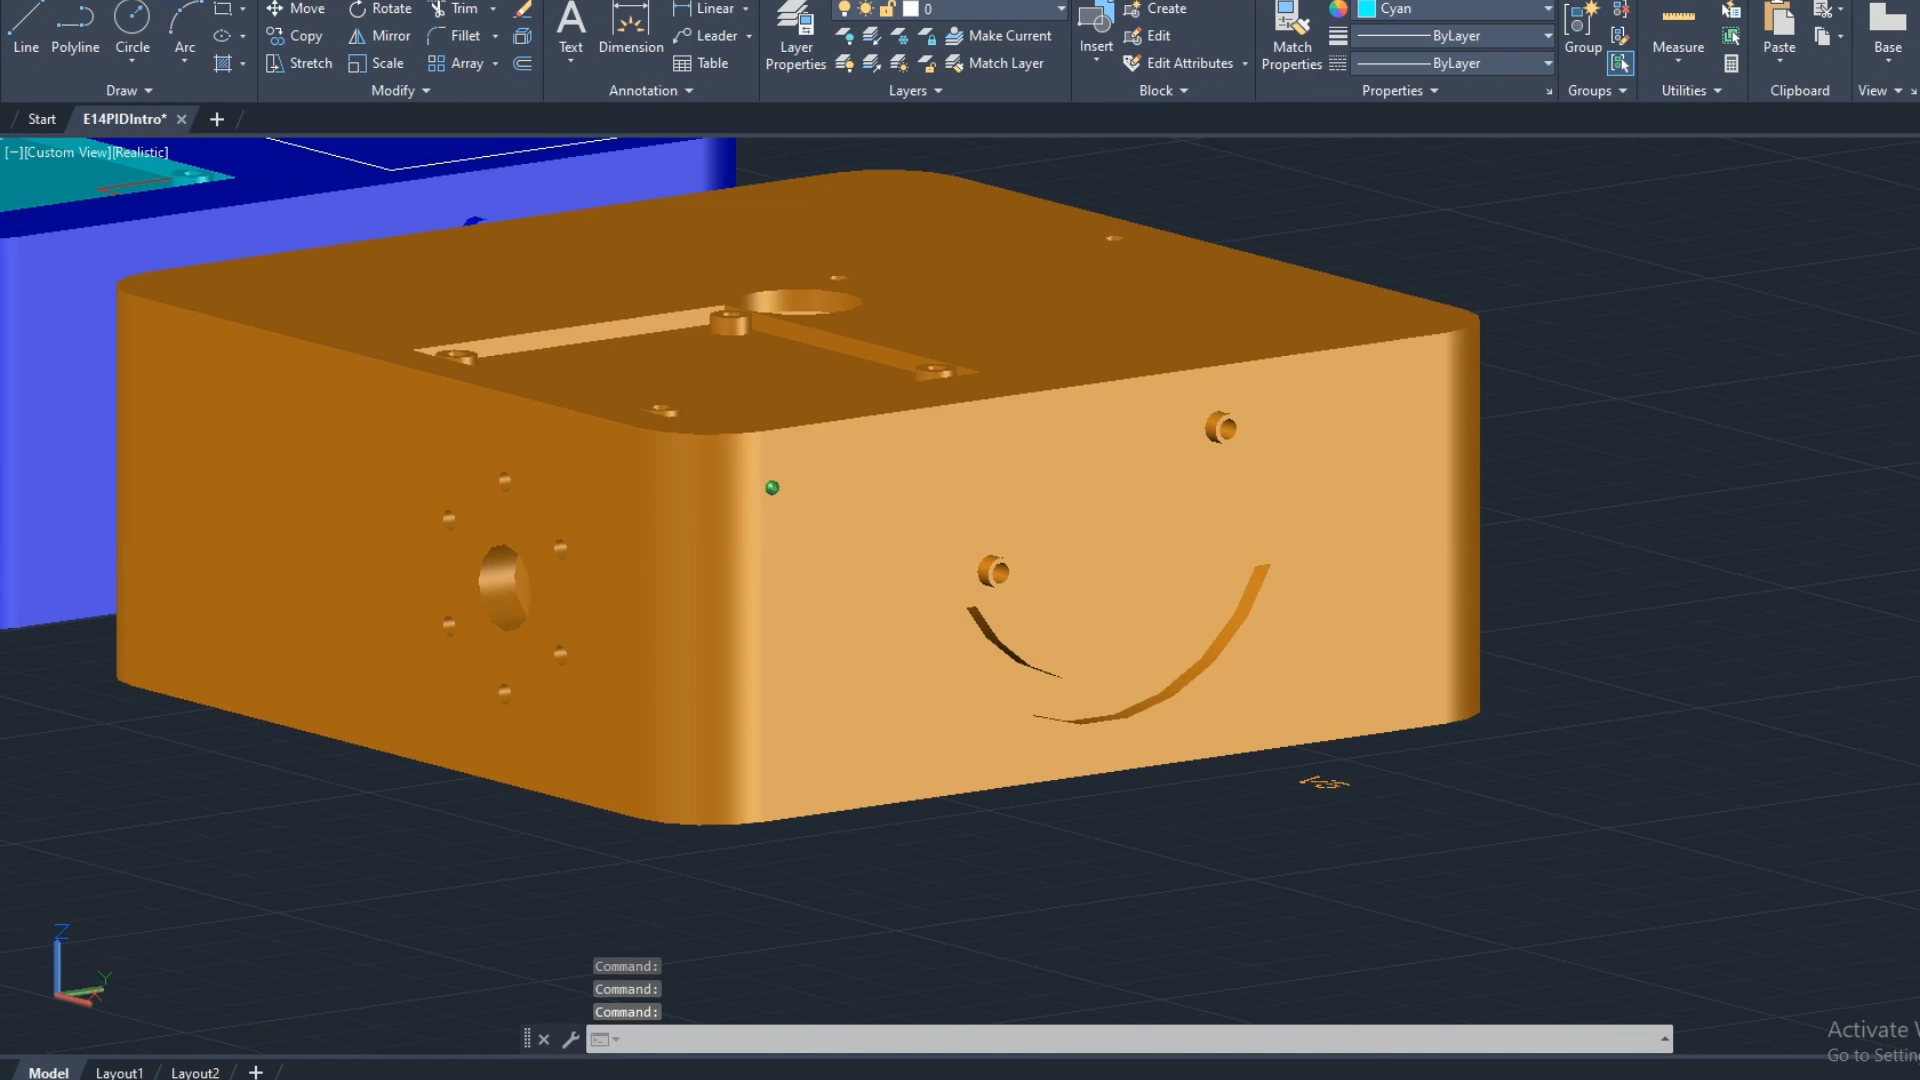 Move Rotate Trim Linear 0 Create Cyan
Line Polyline Circle Arc Copy Mirror Fillet Text Dimension Leader Layer Properties Make Current Insert Edit Match Properties ByLayer Group Measure Paste Base
Stretch Scale Array Table Match Layer Edit Attributes ByLayer
Draw Modify Annotation Layers Block Properties Groups Utilities Clipboard View
Start E14PIDIntro*
[−][Custom View][Realistic]
Z
Y
X
Command:
Command:
Command:
Activate
Go to Settin
Model Layout1 Layout2